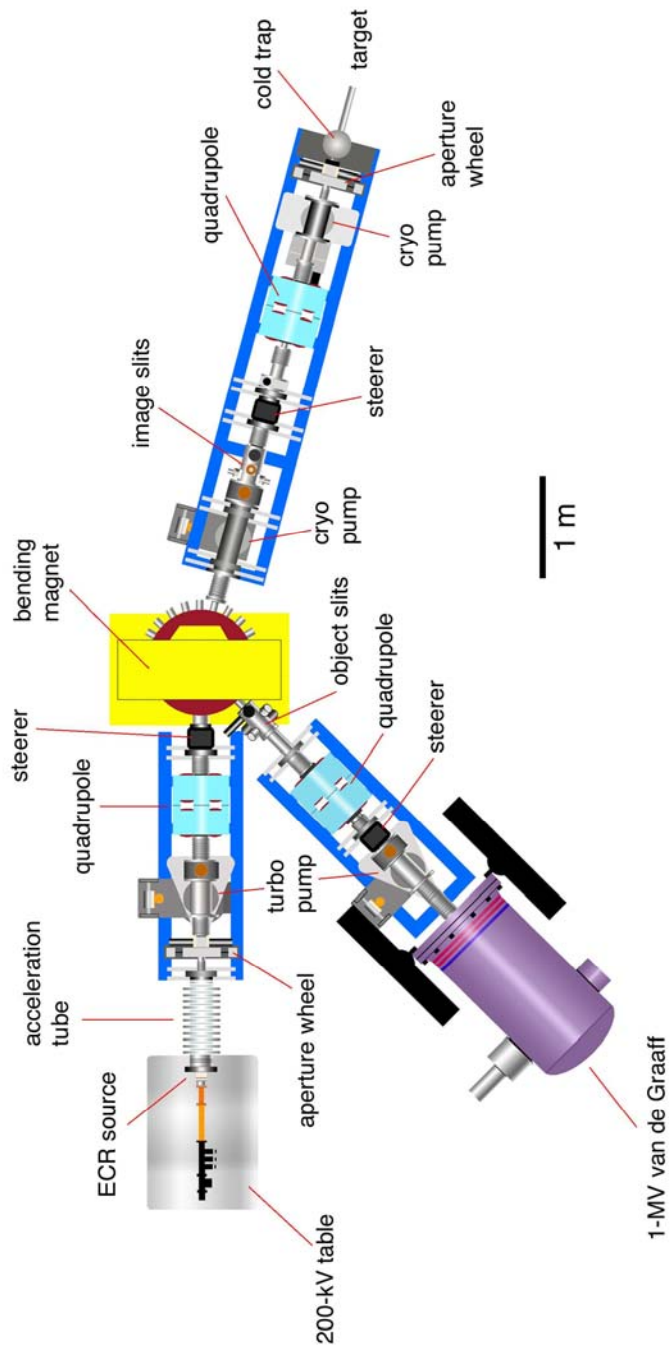 200-kV table
ECR source
acceleration
tube
aperture wheel
quadrupole
turbo
pump
steerer
bending
magnet
object slits
quadrupole
steerer
1-MV van de Graaff
cryo
pump
image slits
steerer
quadrupole
cryo
pump
aperture
wheel
cold trap
target
1 m